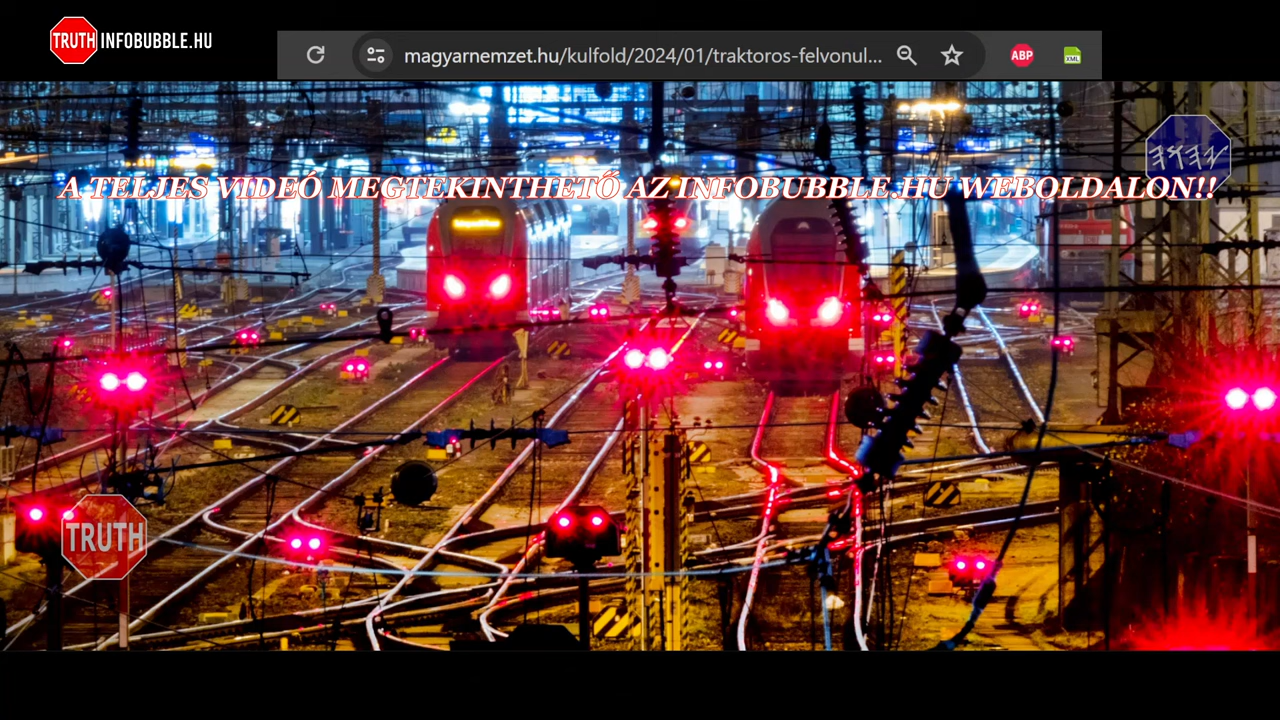 TRUTH INFOBUBBLE.HU
magyarnemzet.hu/kulfold/2024/01/traktoros-felvonul...
ABP
XML
A TELJES VIDEÓ MEGTEKINTHETŐ AZ INFOBUBBLE.HU WEBOLDALON!!
TRUTH